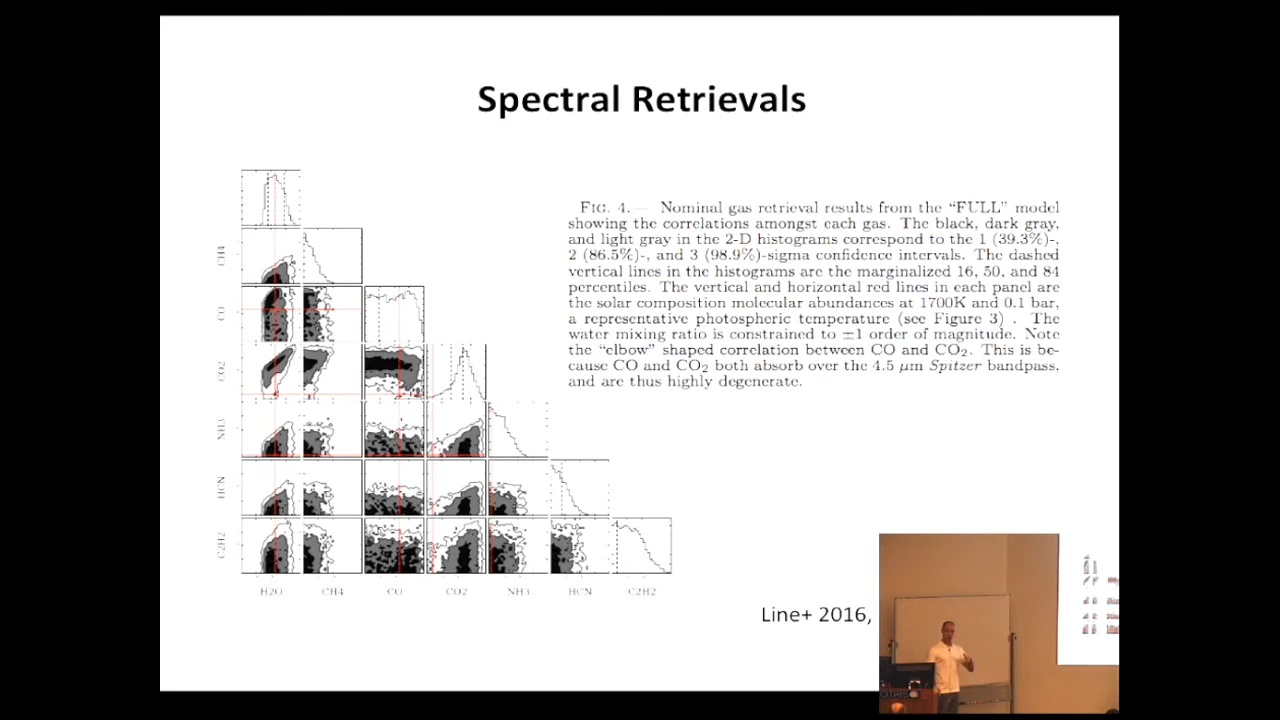 Spectral Retrievals
FIG. 4.— Nominal gas retrieval results from the "FULL" model
showing the correlations amongst each gas. The black, dark gray,
and light gray in the 2-D histograms correspond to the 1 (39.3%)-,
2 (86.5%)-, and 3 (98.9%)-sigma confidence intervals. The dashed
vertical lines in the histograms are the marginalized 16, 50, and 84
percentiles. The vertical and horizontal red lines in each panel are
the solar composition molecular abundances at 1700K and 0.1 bar,
a representative photospheric temperature (see Figure 3) . The
water mixing ratio is constrained to ±1 order of magnitude. Note
the "elbow" shaped correlation between CO and CO₂. This is be-
cause CO and CO₂ both absorb over the 4.5 μm Spitzer bandpass,
and are thus highly degenerate.
CH4
CO
CO2
NH3
HCN
C2H2
H2O CH4 CO CO2 NH3 HCN C2H2
Line+ 2016,